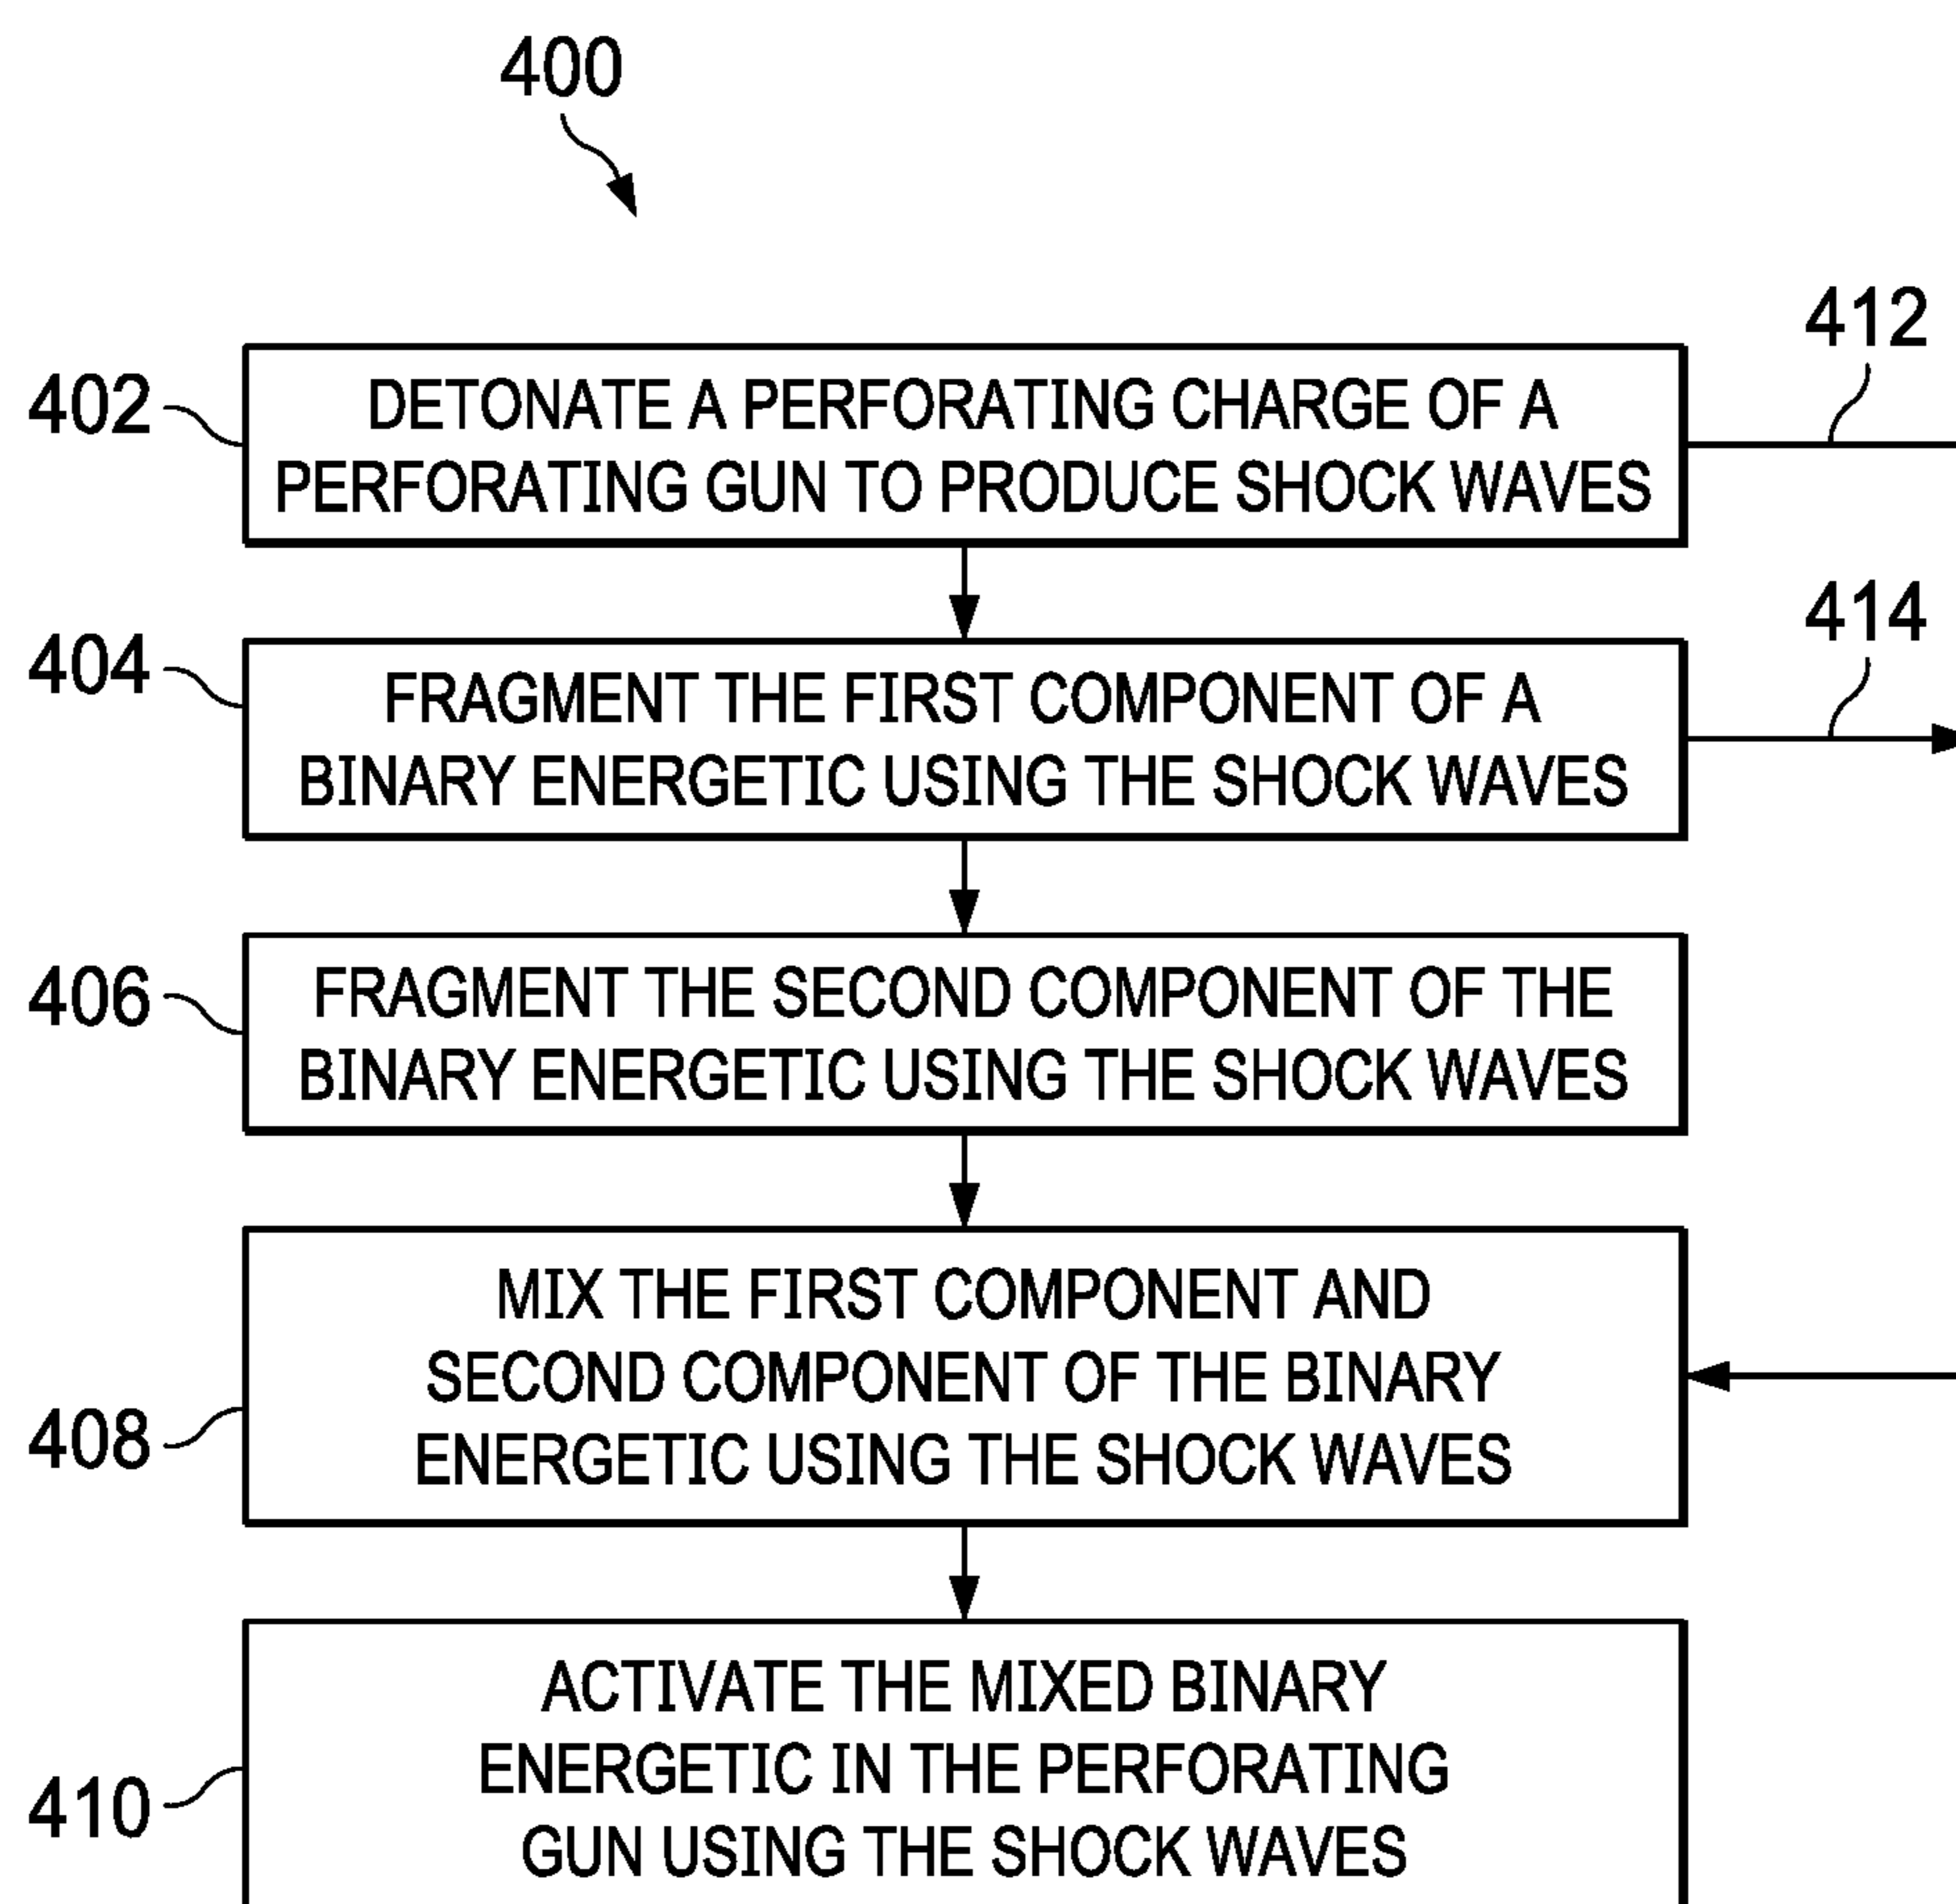 400
412
402
DETONATE A PERFORATING CHARGE OF A
PERFORATING GUN TO PRODUCE SHOCK WAVES
414
404
FRAGMENT THE FIRST COMPONENT OF A
BINARY ENERGETIC USING THE SHOCK WAVES
406
FRAGMENT THE SECOND COMPONENT OF THE
BINARY ENERGETIC USING THE SHOCK WAVES
408
MIX THE FIRST COMPONENT AND
SECOND COMPONENT OF THE BINARY
ENERGETIC USING THE SHOCK WAVES
410
ACTIVATE THE MIXED BINARY
ENERGETIC IN THE PERFORATING
GUN USING THE SHOCK WAVES